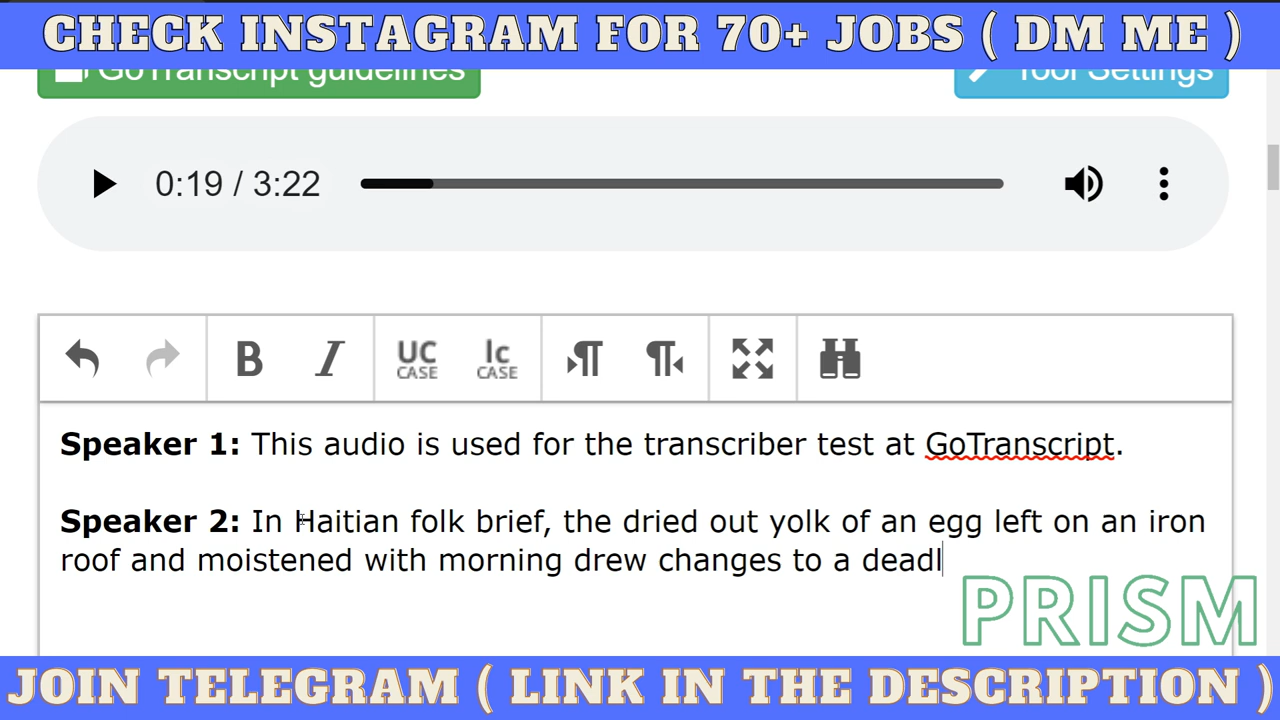 CHECK INSTAGRAM FOR 70+ JOBS ( DM ME )
GoTranscript guidelines
Tool Settings
0:19 / 3:22
B I UC CASE lc CASE
Speaker 1: This audio is used for the transcriber test at GoTranscript.
Speaker 2: In Haitian folk brief, the dried out yolk of an egg left on an iron
roof and moistened with morning drew changes to a deadl
PRISM
JOIN TELEGRAM ( LINK IN THE DESCRIPTION )